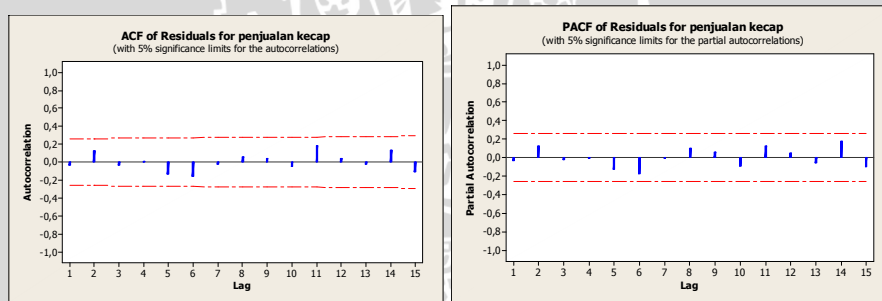 ACF of Residuals for penjualan kecap
(with 5% significance limits for the autocorrelations)
Autocorrelation
1,0
0,8
0,6
0,4
0,2
0,0
-0,2
-0,4
-0,6
-0,8
-1,0
1 2 3 4 5 6 7 8 9 10 11 12 13 14 15
Lag
PACF of Residuals for penjualan kecap
(with 5% significance limits for the partial autocorrelations)
Partial Autocorrelation
1,0
0,8
0,6
0,4
0,2
0,0
-0,2
-0,4
-0,6
-0,8
-1,0
1 2 3 4 5 6 7 8 9 10 11 12 13 14 15
Lag